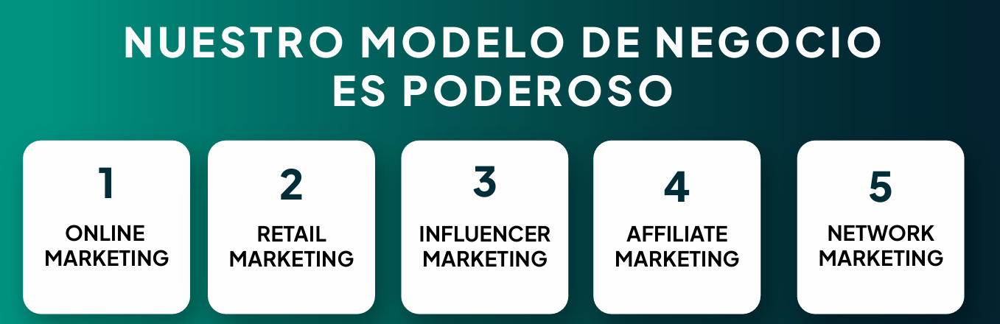 NUESTRO MODELO DE NEGOCIO
ES PODEROSO
1
ONLINE
MARKETING
2
RETAIL
MARKETING
3
INFLUENCER
MARKETING
4
AFFILIATE
MARKETING
5
NETWORK
MARKETING